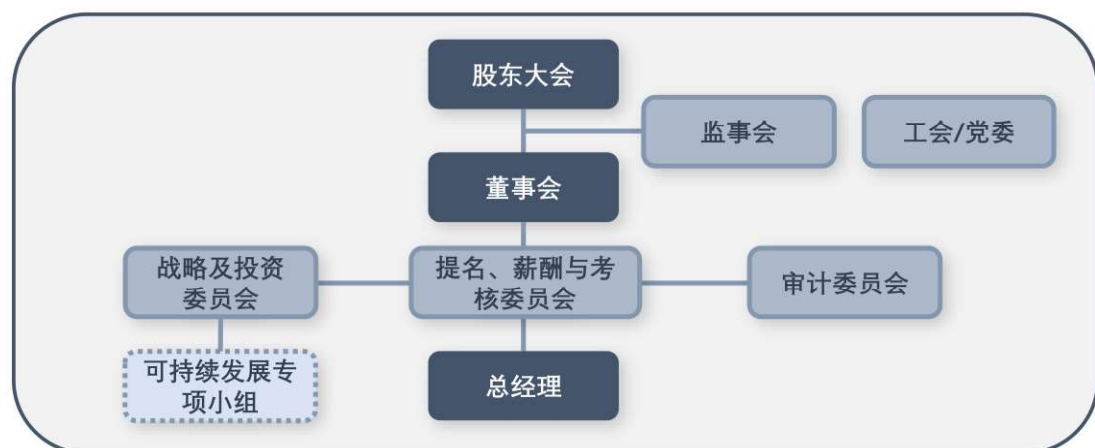 股东大会
监事会
工会/党委
董事会
战略及投资
委员会
提名、薪酬与考
核委员会
审计委员会
可持续发展专
项小组
总经理